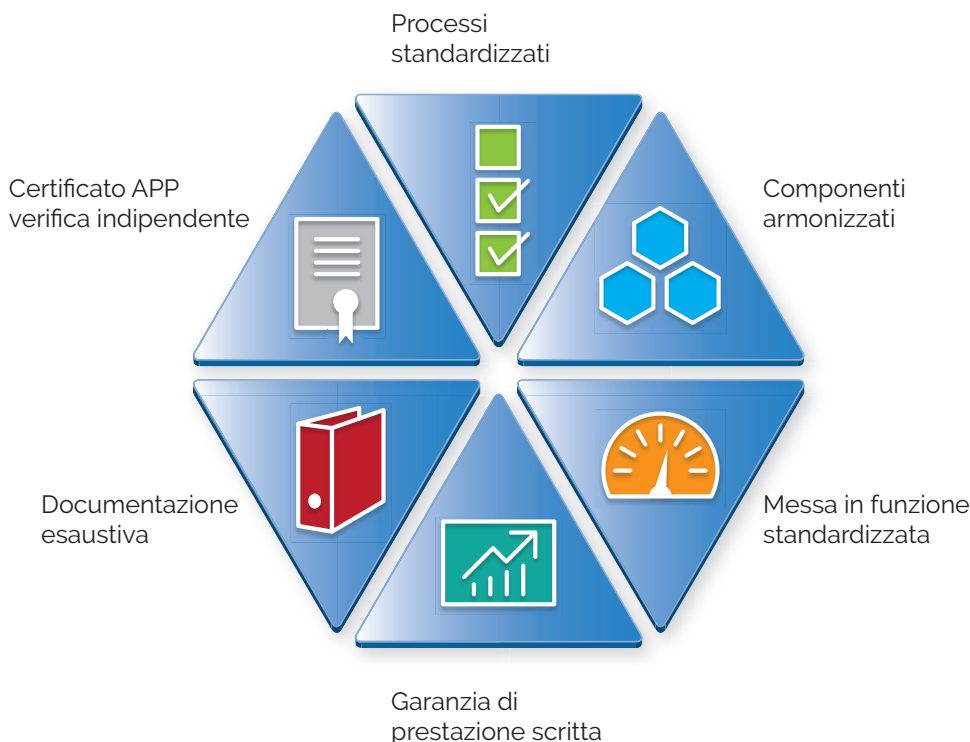 Processi
standardizzati
Certificato APP
verifica indipendente
Componenti
armonizzati
Documentazione
esaustiva
Messa in funzione
standardizzata
Garanzia di
prestazione scritta